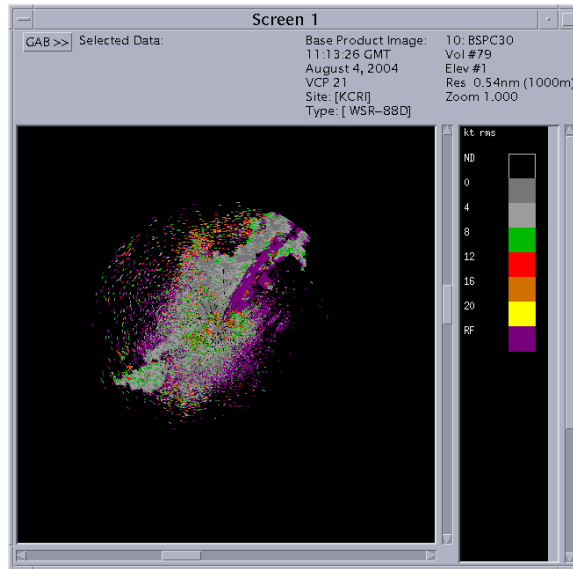 Screen 1
GAB >> Selected Data:
Base Product Image:
11:13:26 GMT
August 4, 2004
VCP 21
Site: [KCRI]
Type: [ WSR-88D]
10: BSPC30
Vol #79
Elev #1
Res 0.54nm (1000m)
Zoom 1.000
kt rms
ND
0
4
8
12
16
20
RF